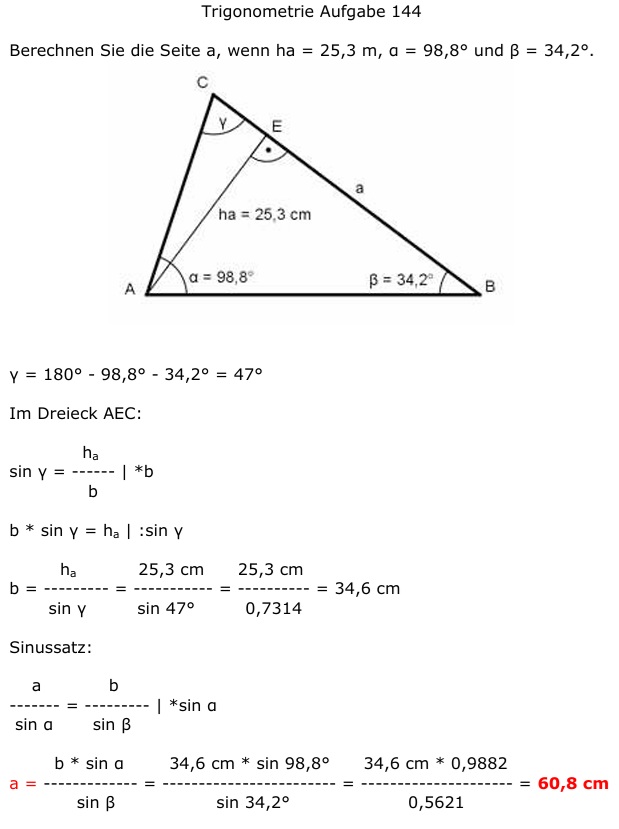 Trigonometrie Aufgabe 144
Berechnen Sie die Seite a, wenn ha = 25,3 m, α = 98,8° und β = 34,2°.
C
γ
E
a
ha = 25,3 cm
A
α = 98,8°
β = 34,2°
B
γ = 180° - 98,8° - 34,2° = 47°
Im Dreieck AEC:
hₐ
sin γ = ------ | *b
b
b * sin γ = hₐ | :sin γ
hₐ 25,3 cm 25,3 cm
b = --------- = ----------- = ---------- = 34,6 cm
sin γ sin 47° 0,7314
Sinussatz:
a b
------- = --------- | *sin α
sin α sin β
b * sin α 34,6 cm * sin 98,8° 34,6 cm * 0,9882
a = ------------- = ------------------------- = --------------------- = 60,8 cm
sin β sin 34,2° 0,5621